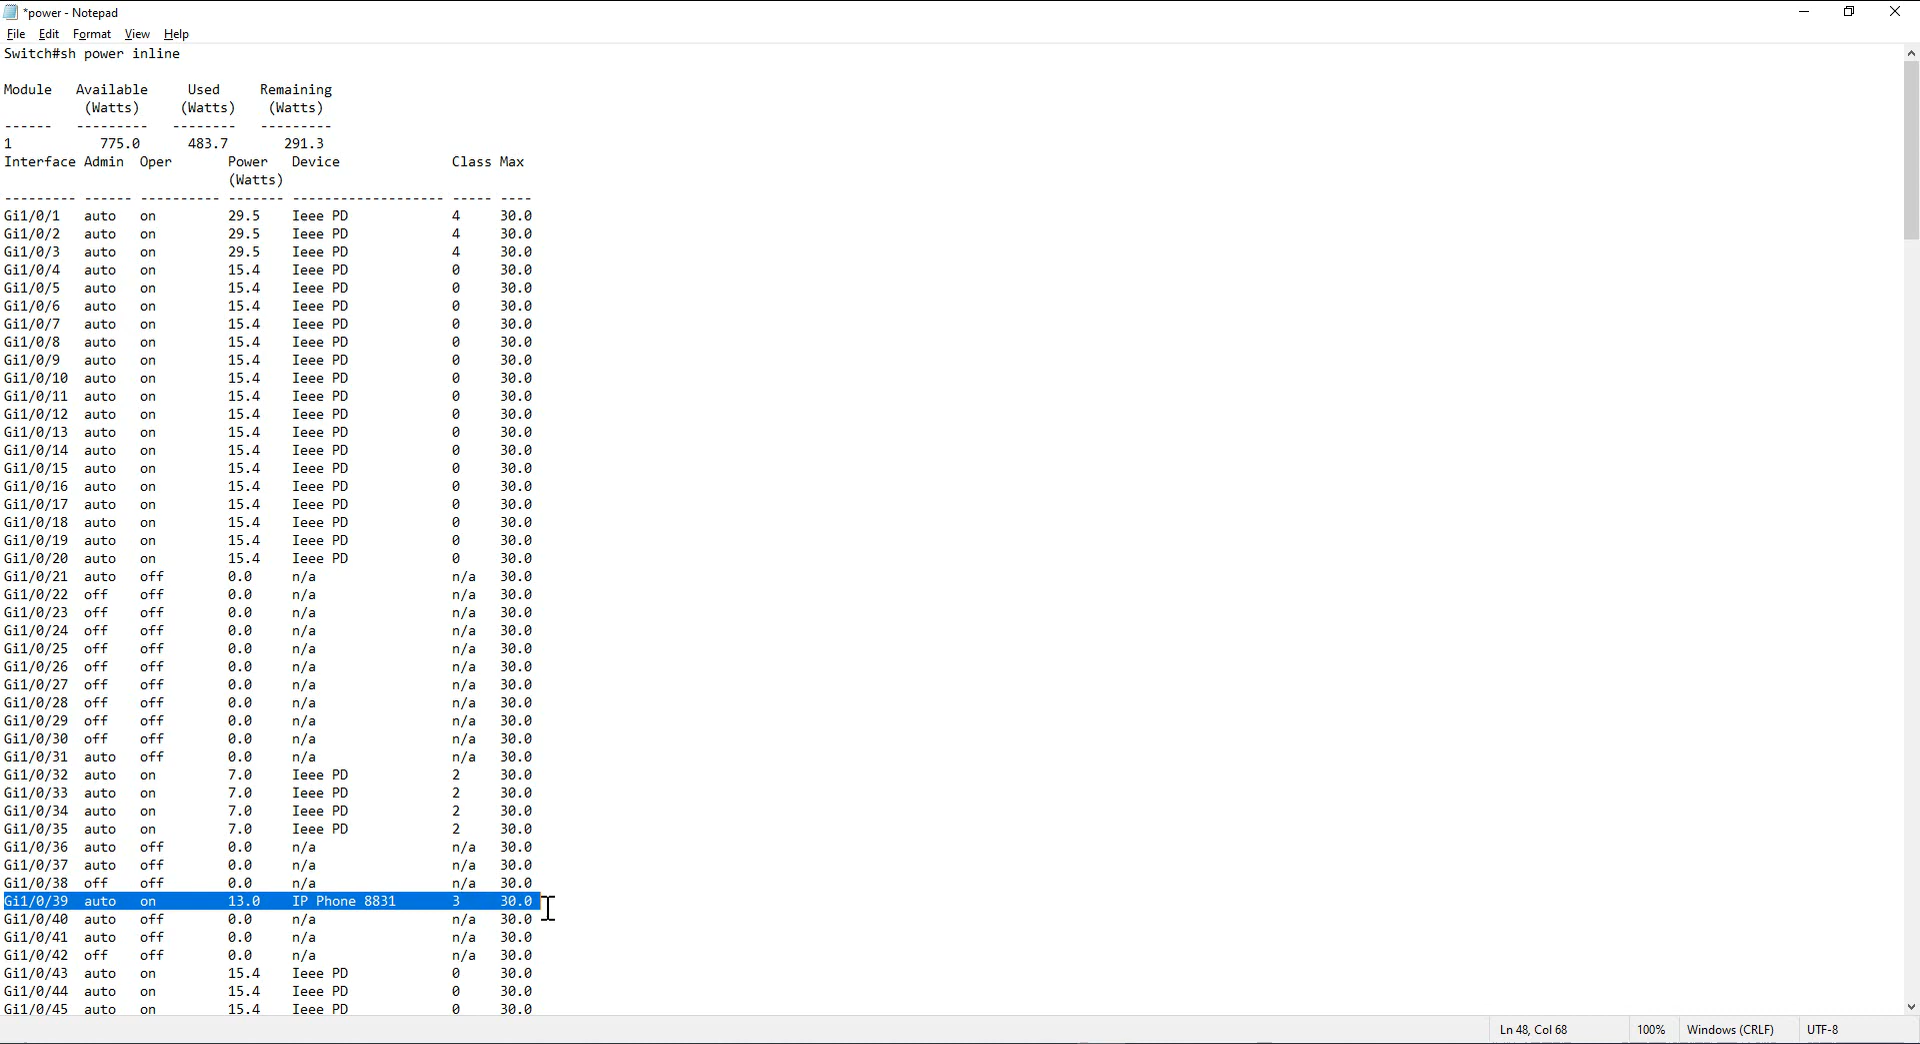 *power - Notepad
File Edit Format View Help
Switch#sh power inline
Module Available Used Remaining
(Watts) (Watts) (Watts)
------ --------- -------- ---------
1 775.0 483.7 291.3
Interface Admin Oper Power Device Class Max
(Watts)
--------- ------ ---------- ------- ------------------- ----- ----
Gi1/0/1 auto on 29.5 Ieee PD 4 30.0
Gi1/0/2 auto on 29.5 Ieee PD 4 30.0
Gi1/0/3 auto on 29.5 Ieee PD 4 30.0
Gi1/0/4 auto on 15.4 Ieee PD 0 30.0
Gi1/0/5 auto on 15.4 Ieee PD 0 30.0
Gi1/0/6 auto on 15.4 Ieee PD 0 30.0
Gi1/0/7 auto on 15.4 Ieee PD 0 30.0
Gi1/0/8 auto on 15.4 Ieee PD 0 30.0
Gi1/0/9 auto on 15.4 Ieee PD 0 30.0
Gi1/0/10 auto on 15.4 Ieee PD 0 30.0
Gi1/0/11 auto on 15.4 Ieee PD 0 30.0
Gi1/0/12 auto on 15.4 Ieee PD 0 30.0
Gi1/0/13 auto on 15.4 Ieee PD 0 30.0
Gi1/0/14 auto on 15.4 Ieee PD 0 30.0
Gi1/0/15 auto on 15.4 Ieee PD 0 30.0
Gi1/0/16 auto on 15.4 Ieee PD 0 30.0
Gi1/0/17 auto on 15.4 Ieee PD 0 30.0
Gi1/0/18 auto on 15.4 Ieee PD 0 30.0
Gi1/0/19 auto on 15.4 Ieee PD 0 30.0
Gi1/0/20 auto on 15.4 Ieee PD 0 30.0
Gi1/0/21 auto off 0.0 n/a n/a 30.0
Gi1/0/22 off off 0.0 n/a n/a 30.0
Gi1/0/23 off off 0.0 n/a n/a 30.0
Gi1/0/24 off off 0.0 n/a n/a 30.0
Gi1/0/25 off off 0.0 n/a n/a 30.0
Gi1/0/26 off off 0.0 n/a n/a 30.0
Gi1/0/27 off off 0.0 n/a n/a 30.0
Gi1/0/28 off off 0.0 n/a n/a 30.0
Gi1/0/29 off off 0.0 n/a n/a 30.0
Gi1/0/30 off off 0.0 n/a n/a 30.0
Gi1/0/31 auto off 0.0 n/a n/a 30.0
Gi1/0/32 auto on 7.0 Ieee PD 2 30.0
Gi1/0/33 auto on 7.0 Ieee PD 2 30.0
Gi1/0/34 auto on 7.0 Ieee PD 2 30.0
Gi1/0/35 auto on 7.0 Ieee PD 2 30.0
Gi1/0/36 auto off 0.0 n/a n/a 30.0
Gi1/0/37 auto off 0.0 n/a n/a 30.0
Gi1/0/38 off off 0.0 n/a n/a 30.0
Gi1/0/39 auto on 13.0 IP Phone 8831 3 30.0
Gi1/0/40 auto off 0.0 n/a n/a 30.0
Gi1/0/41 auto off 0.0 n/a n/a 30.0
Gi1/0/42 off off 0.0 n/a n/a 30.0
Gi1/0/43 auto on 15.4 Ieee PD 0 30.0
Gi1/0/44 auto on 15.4 Ieee PD 0 30.0
Gi1/0/45 auto on 15.4 Ieee PD 0 30.0
Ln 48, Col 68 100% Windows (CRLF) UTF-8